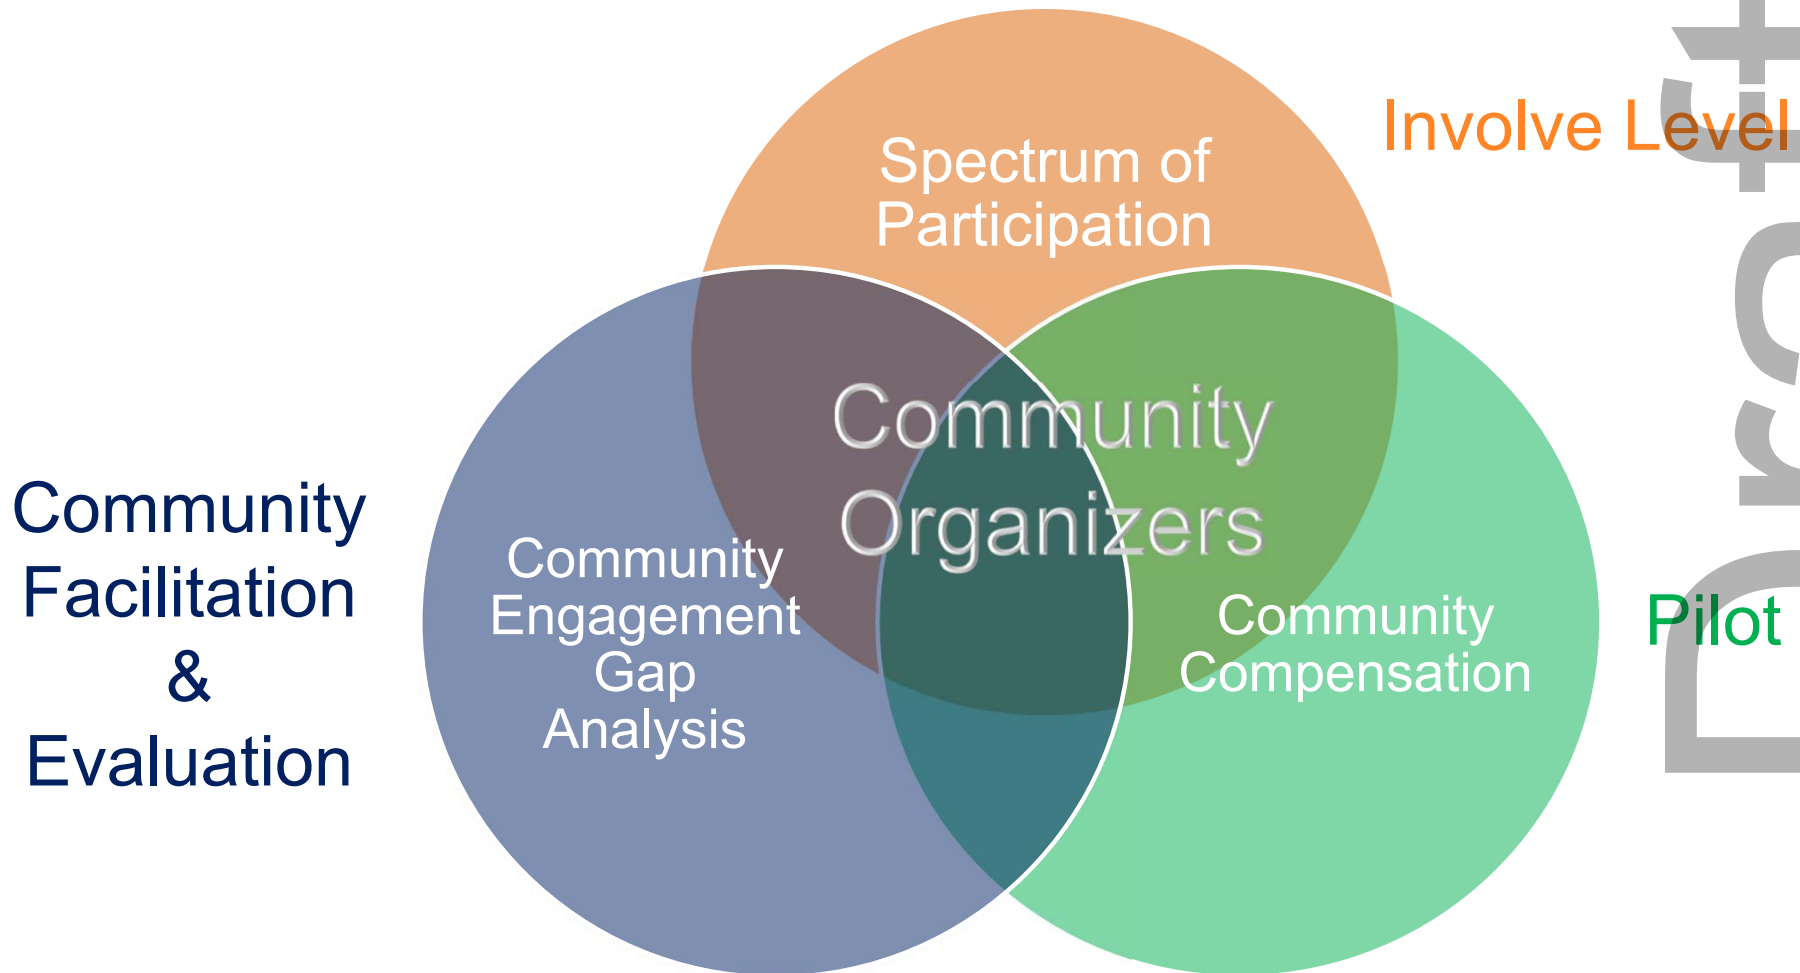 Spectrum of
Participation
Involve Level
Community
Organizers
Community
Facilitation
&
Evaluation
Community
Engagement
Gap
Analysis
Community
Compensation
Pilot
Draft